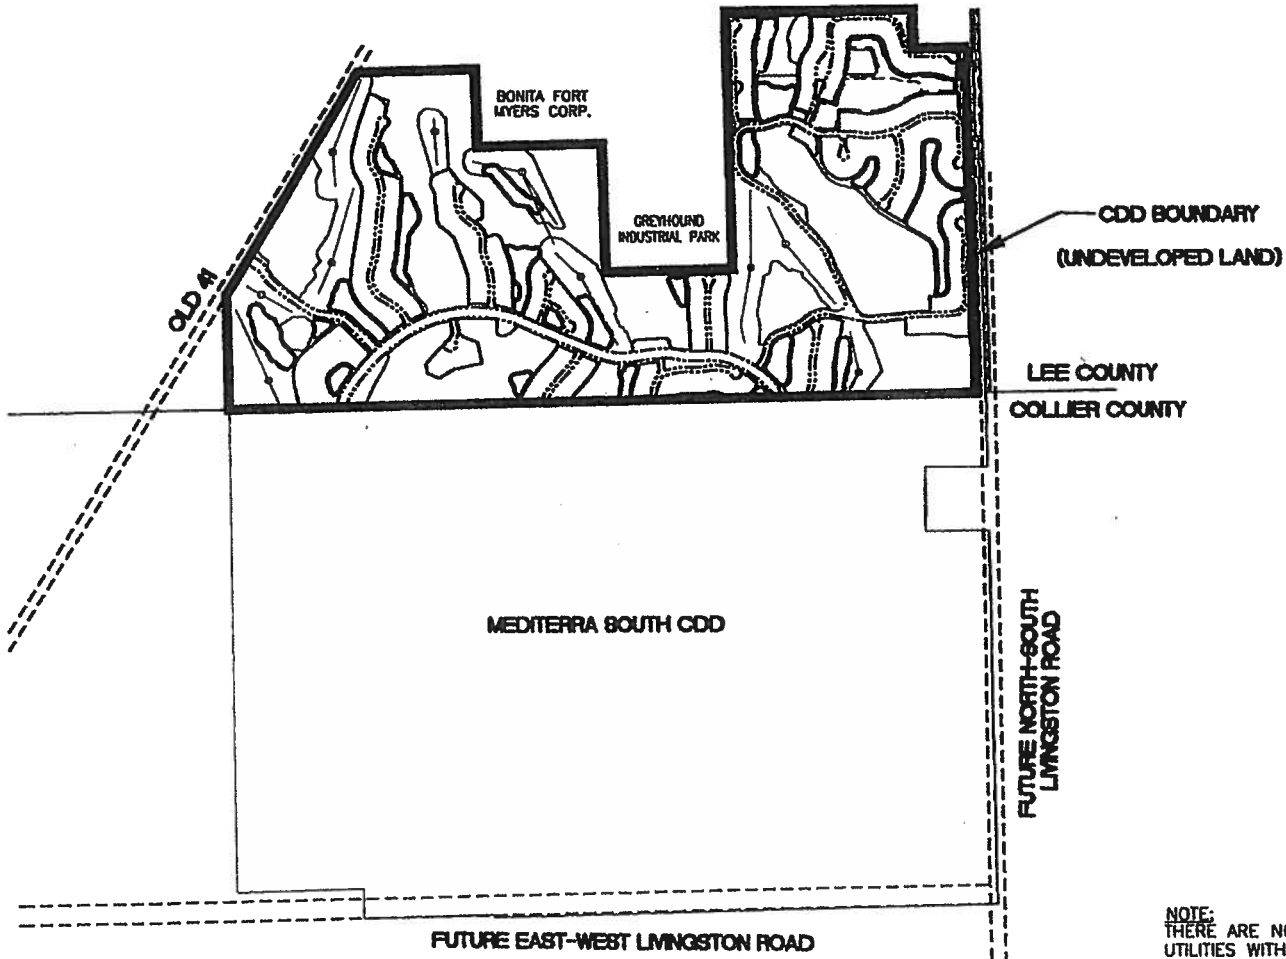 BONITA FORT
MYERS CORP.
GREYHOUND
INDUSTRIAL PARK
CDD BOUNDARY
(UNDEVELOPED LAND)
OLD 41
LEE COUNTY
COLLIER COUNTY
MEDITERRA SOUTH CDD
FUTURE NORTH-SOUTH
LIVINGSTON ROAD
FUTURE EAST-WEST LIVINGSTON ROAD
NOTE:
THERE ARE
UTILITIES WITH